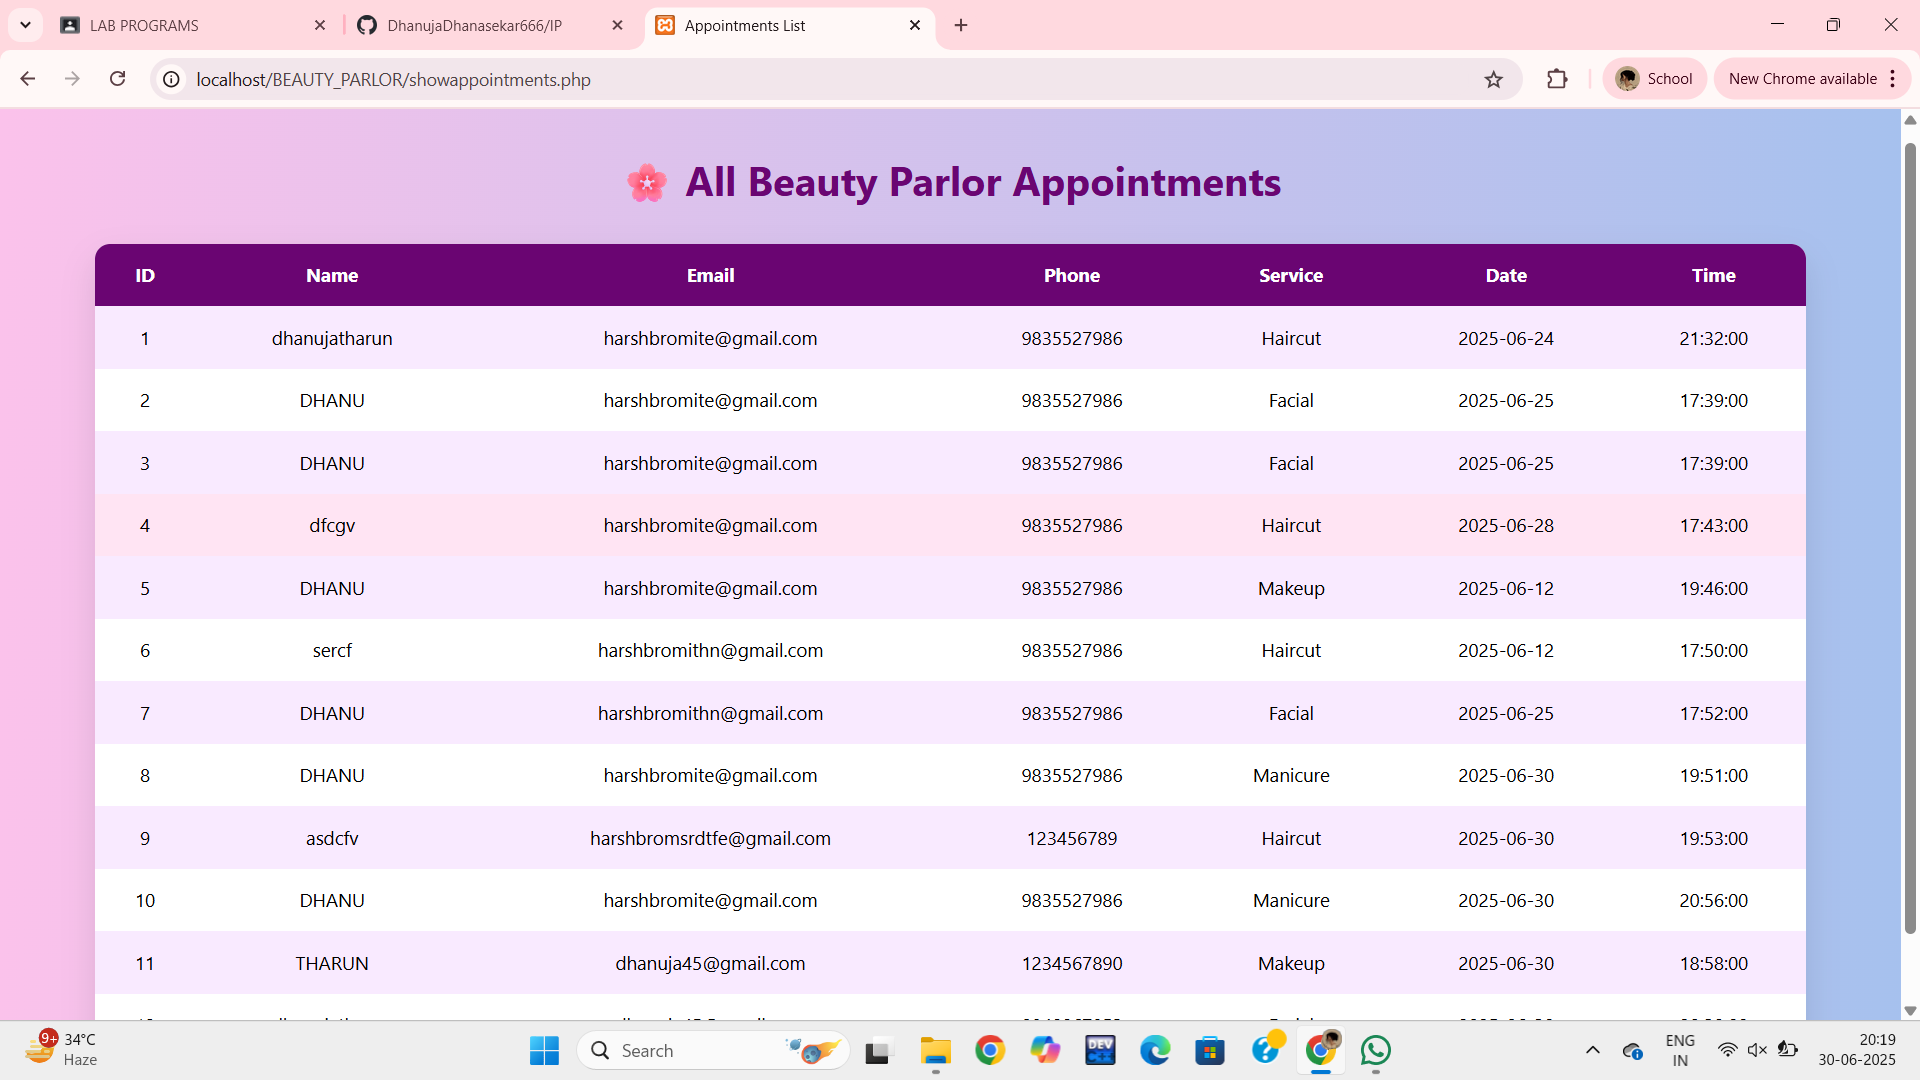 LAB PROGRAMS
DhanujaDhanasekar666/IP
Appointments List
localhost/BEAUTY_PARLOR/showappointments.php
School
New Chrome available
All Beauty Parlor Appointments
ID Name Email Phone Service Date Time
1 dhanujatharun harshbromite@gmail.com 9835527986 Haircut 2025-06-24 21:32:00
2 DHANU harshbromite@gmail.com 9835527986 Facial 2025-06-25 17:39:00
3 DHANU harshbromite@gmail.com 9835527986 Facial 2025-06-25 17:39:00
4 dfcgv harshbromite@gmail.com 9835527986 Haircut 2025-06-28 17:43:00
5 DHANU harshbromite@gmail.com 9835527986 Makeup 2025-06-12 19:46:00
6 sercf harshbromithn@gmail.com 9835527986 Haircut 2025-06-12 17:50:00
7 DHANU harshbromithn@gmail.com 9835527986 Facial 2025-06-25 17:52:00
8 DHANU harshbromite@gmail.com 9835527986 Manicure 2025-06-30 19:51:00
9 asdcfv harshbromsrdtfe@gmail.com 123456789 Haircut 2025-06-30 19:53:00
10 DHANU harshbromite@gmail.com 9835527986 Manicure 2025-06-30 20:56:00
11 THARUN dhanuja45@gmail.com 1234567890 Makeup 2025-06-30 18:58:00
9+
34°C
Haze
Search
DEV
ENG
IN
20:19
30-06-2025